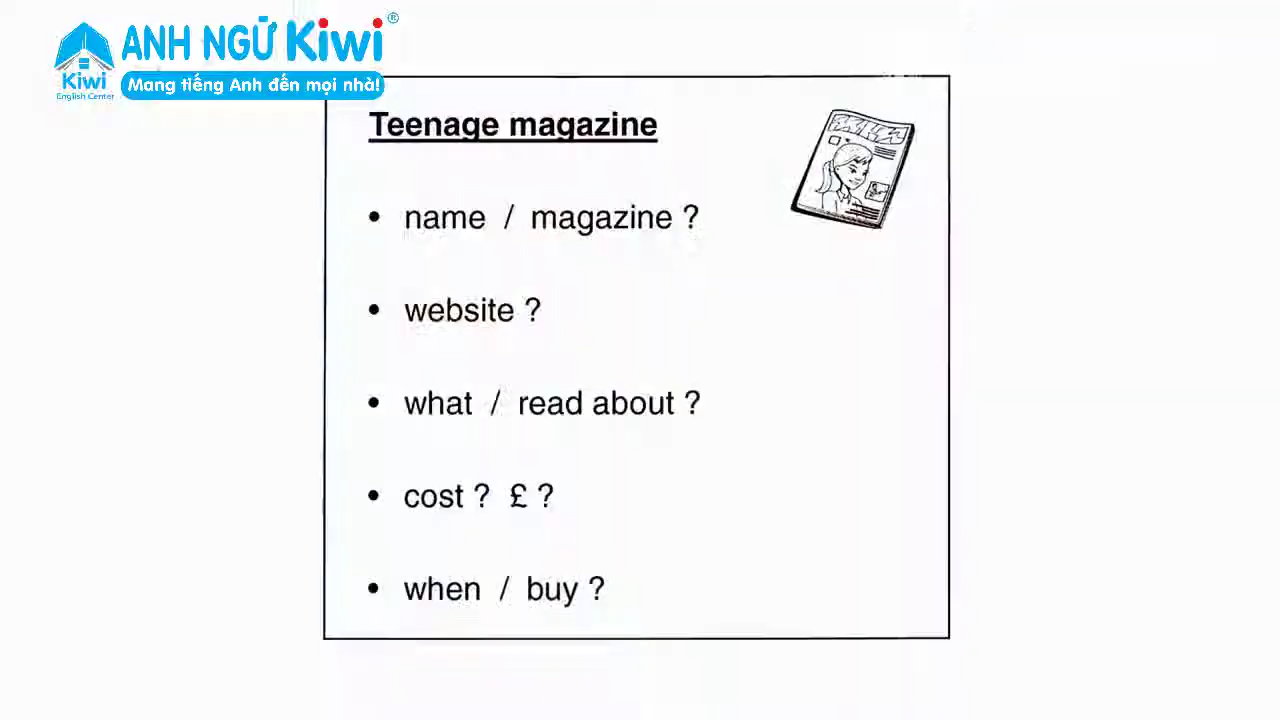 ANH NGỮ Kiwi®
Kiwi
English Center
Mang tiếng Anh đến mọi nhà!
Teenage magazine
• name / magazine ?
• website ?
• what / read about ?
• cost ? £ ?
• when / buy ?